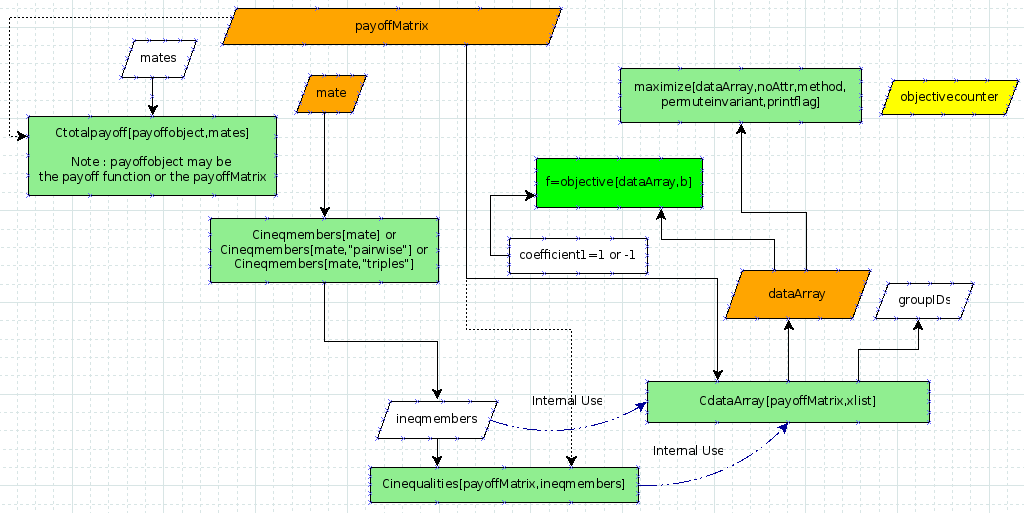 payoffMatrix
mates
mate
maximize[dataArray,noAttr,method,
permuteinvariant,printflag]
objectivecounter
Ctotalpayoff[payoffobject,mates]
Note : payoffobject may be
the payoff function or the payoffMatrix
f=objective[dataArray,b]
Cineqmembers[mate] or
Cineqmembers[mate,"pairwise"] or
Cineqmembers[mate,"triples"]
coefficient1=1 or -1
dataArray
groupIDs
CdataArray[payoffMatrix,xlist]
Internal Use
ineqmembers
Internal Use
Cinequalities[payoffMatrix,ineqmembers]